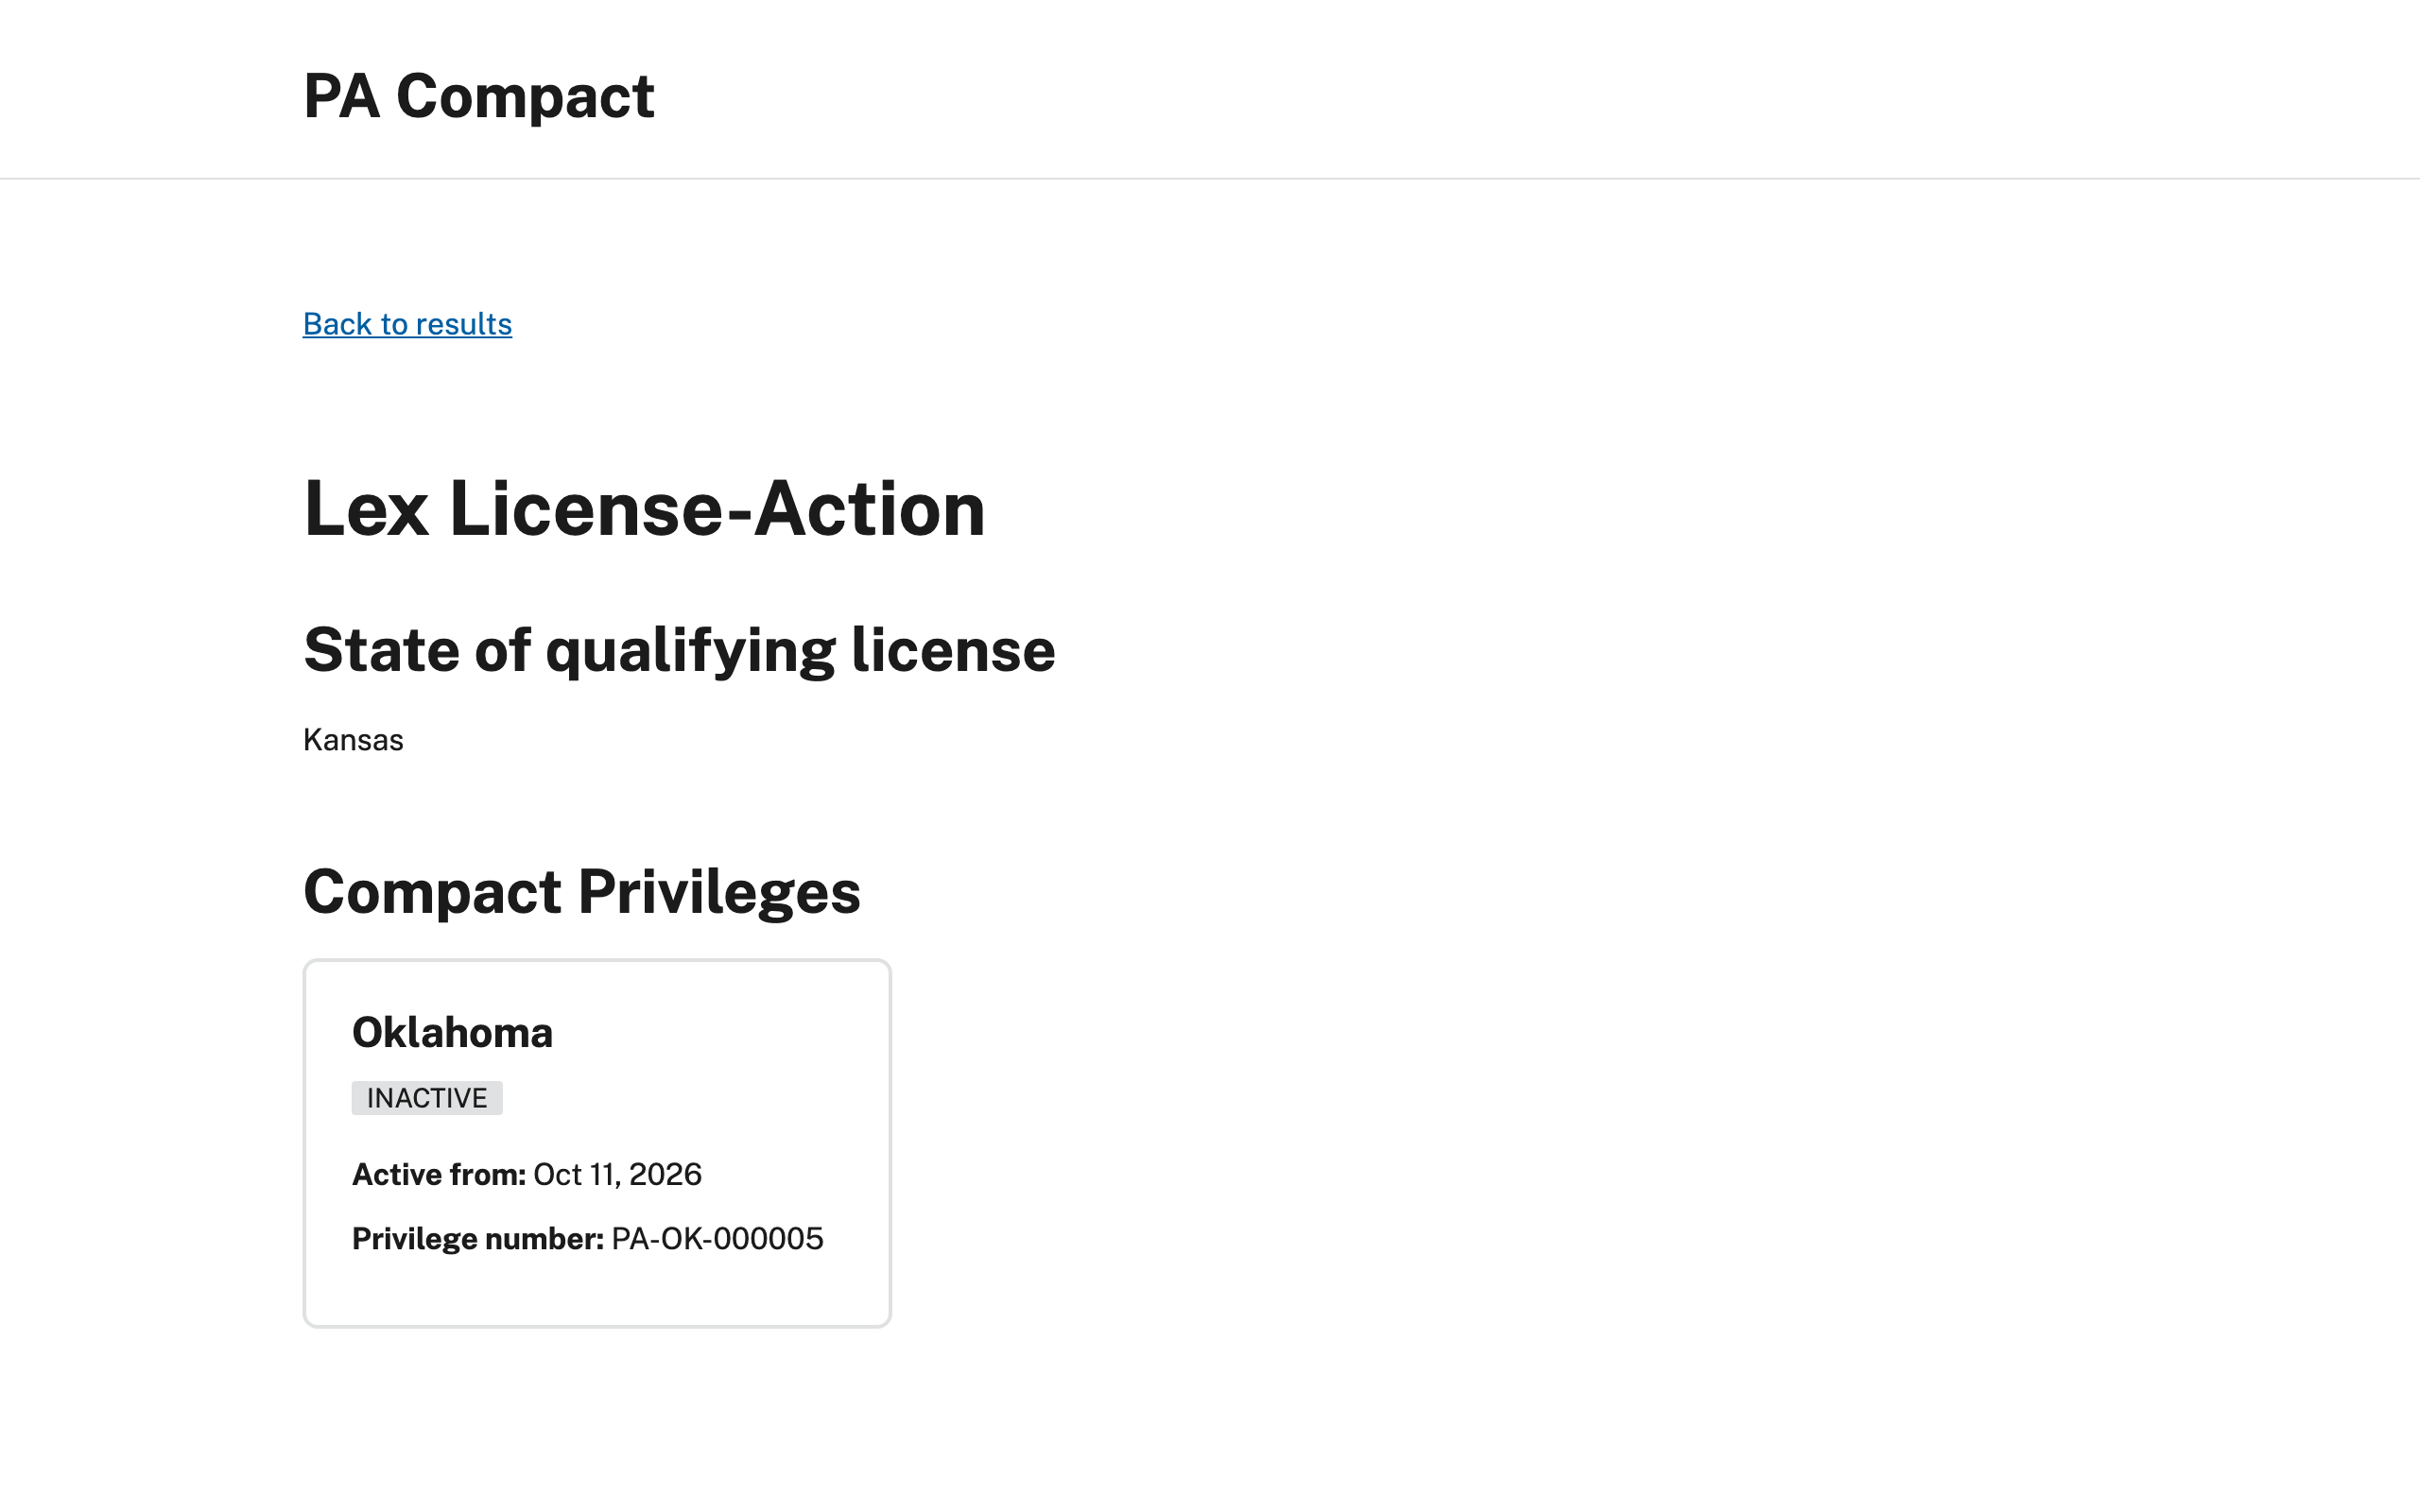 PA Compact
Back to results
Lex License-Action
State of qualifying license
Kansas
Compact Privileges
Oklahoma
INACTIVE
Active from: Oct 11, 2026
Privilege number: PA-OK-000005